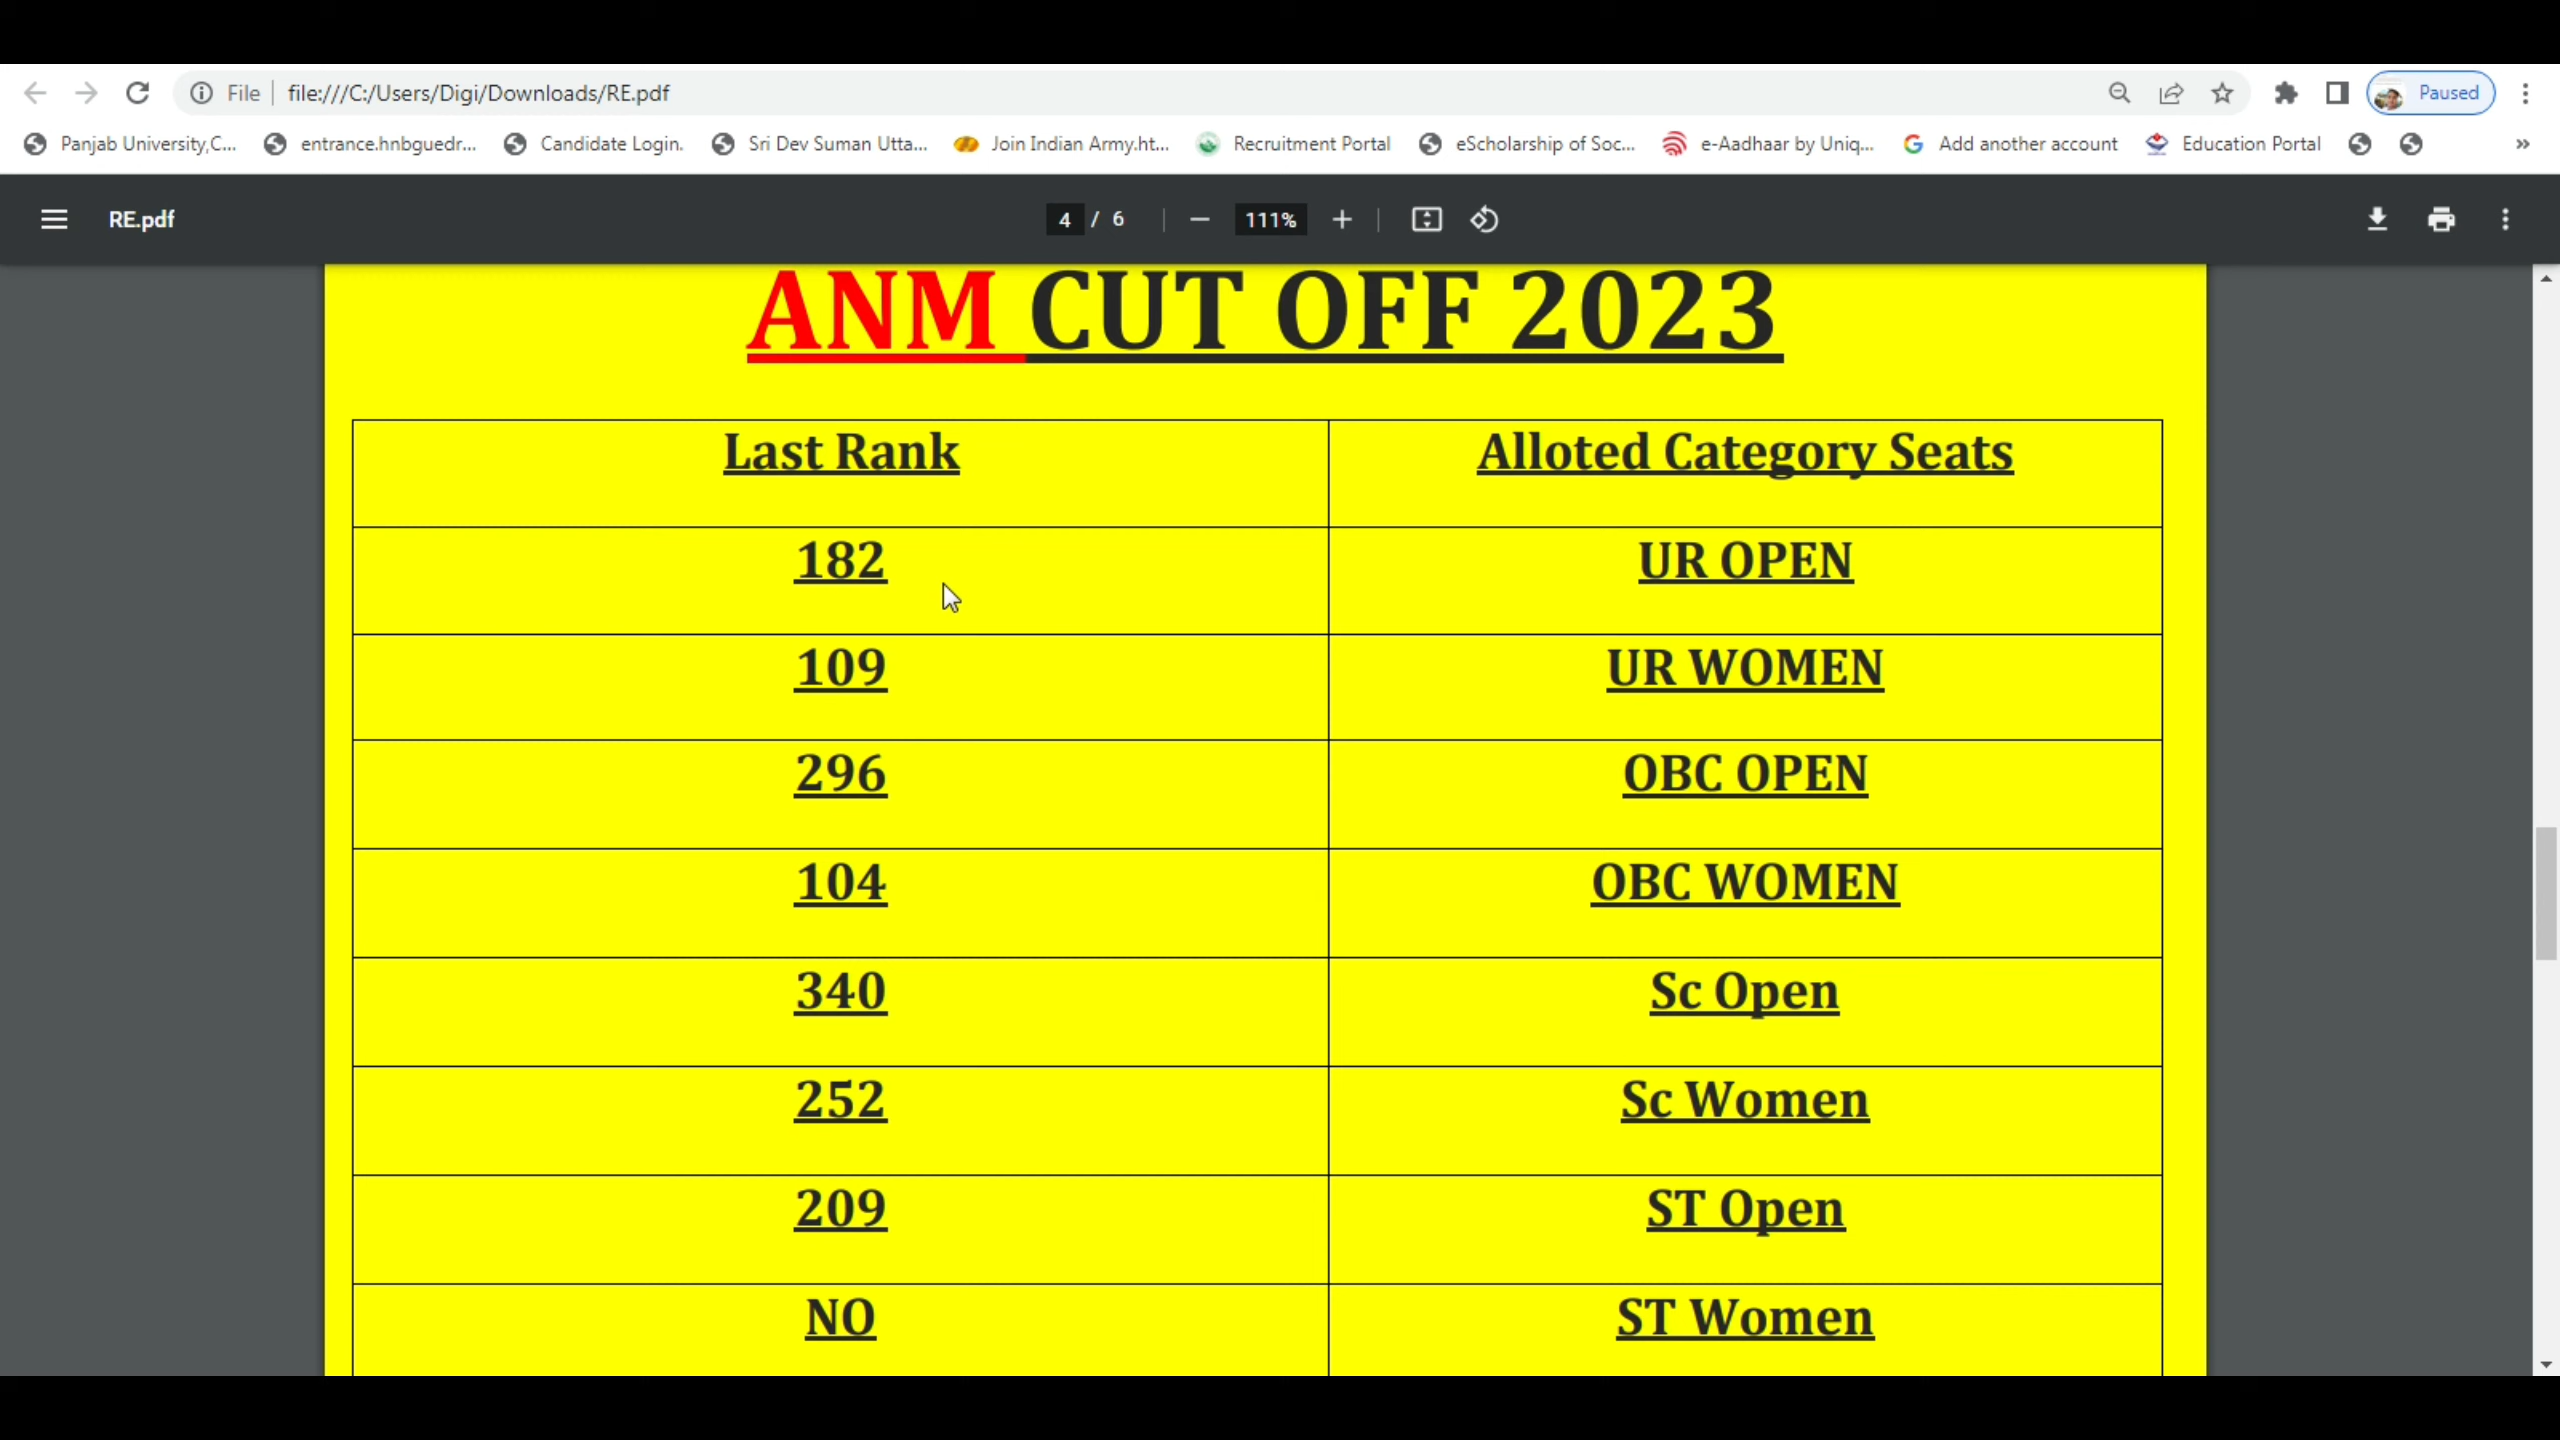 File file:///C:/Users/Digi/Downloads/RE.pdf Paused
Panjab University,C... entrance.hnbguedr... Candidate Login. Sri Dev Suman Utta... Join Indian Army.ht... Recruitment Portal eScholarship of Soc... e-Aadhaar by Uniq... Add another account Education Portal »
RE.pdf 4 / 6 111%
ANM CUT OFF 2023
Last Rank Alloted Category Seats
182 UR OPEN
109 UR WOMEN
296 OBC OPEN
104 OBC WOMEN
340 Sc Open
252 Sc Women
209 ST Open
NO ST Women